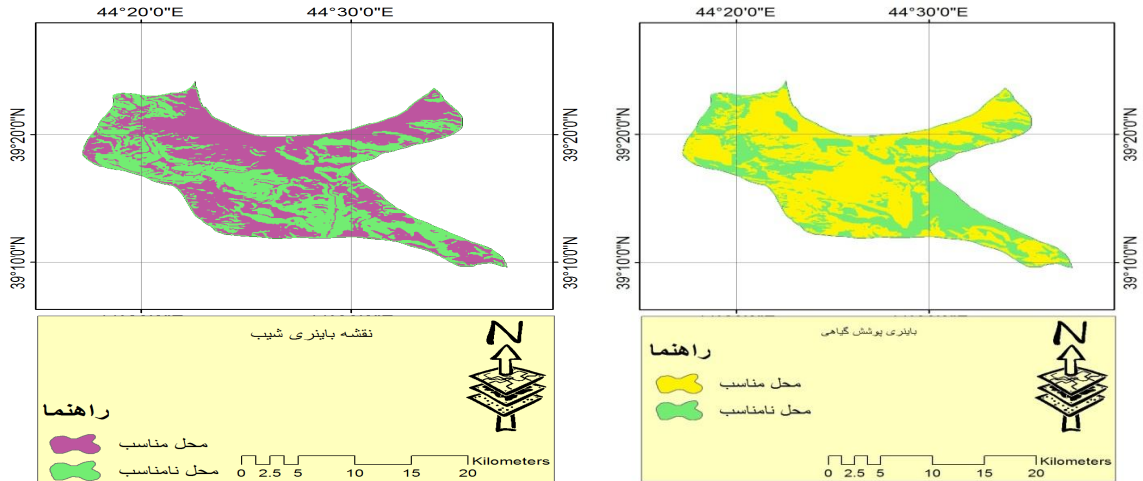 44°20'0"E 44°30'0"E
39°20'0"N 39°20'0"N
39°10'0"N 39°10'0"N
نقشه باینری شیب
N
راهنما
محل مناسب
محل نامناسب
Kilometers
0 2.5 5 10 15 20
44°20'0"E 44°30'0"E
39°20'0"N 39°20'0"N
39°10'0"N 39°10'0"N
باینری پوشش گیاهی
N
راهنما
محل مناسب
محل نامناسب
Kilometers
0 2.5 5 10 15 20